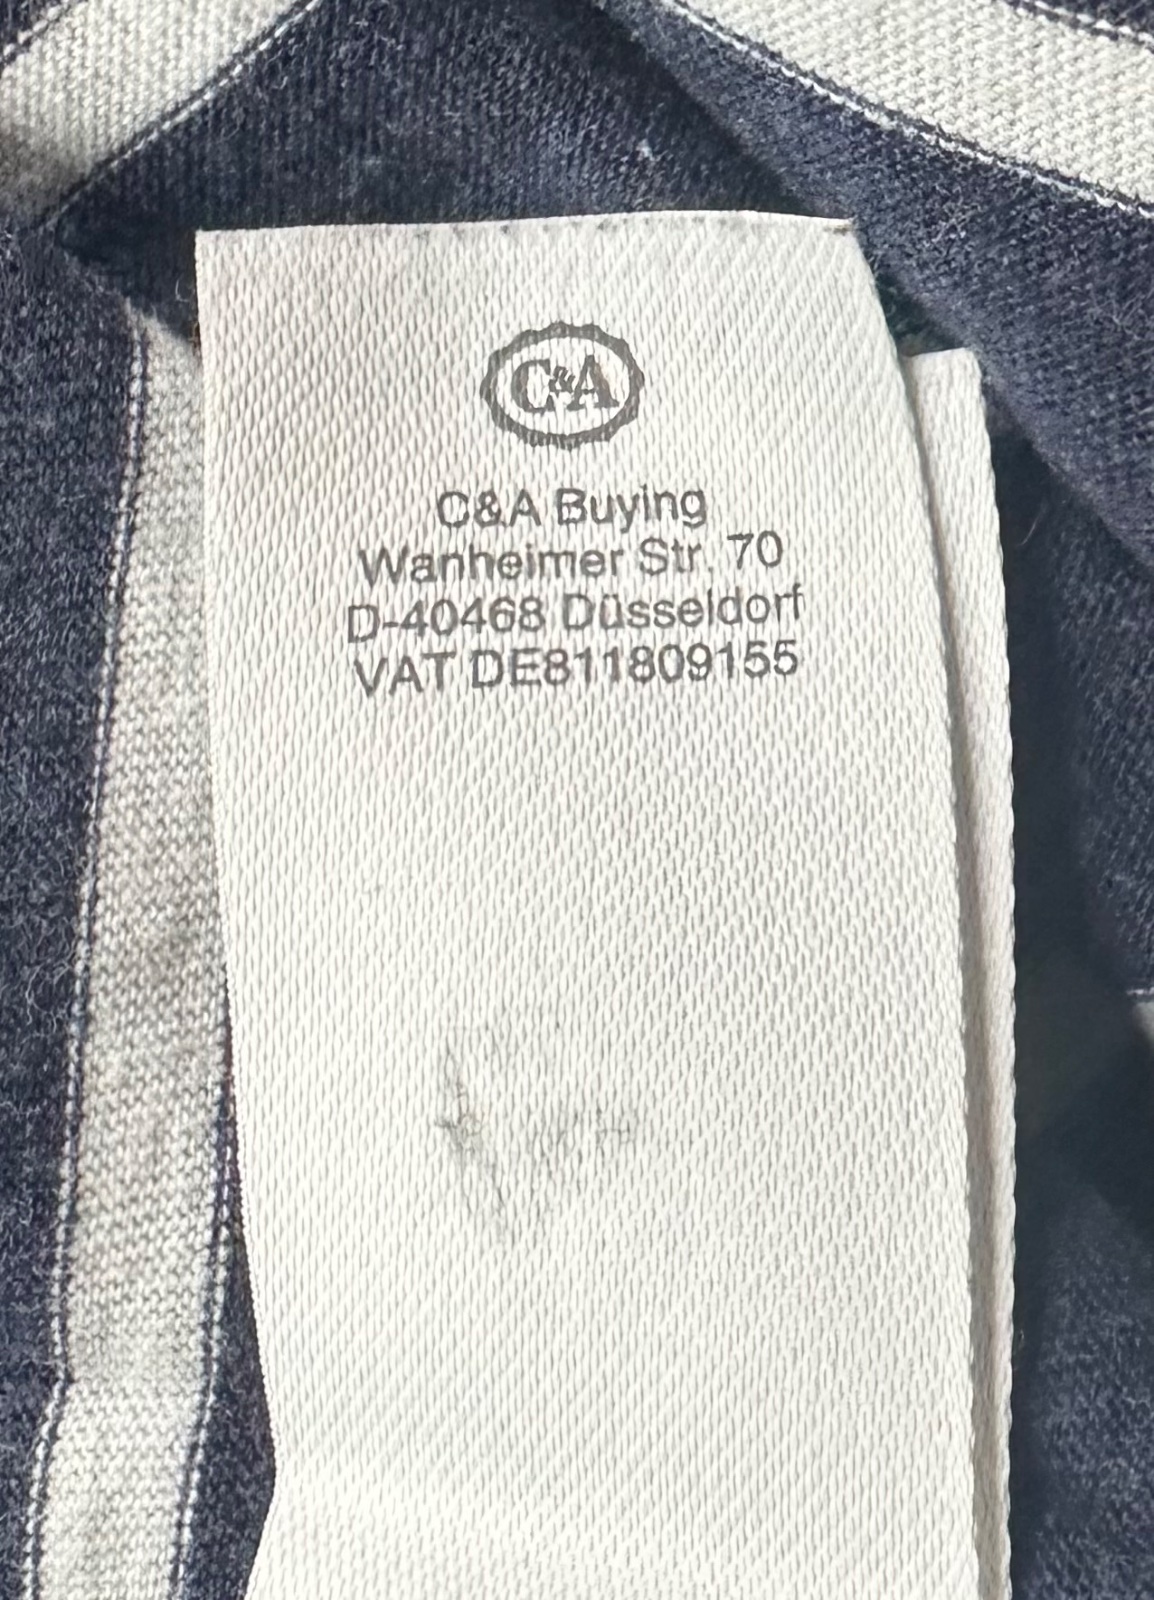 C&A
C&A Buying
Wanheimer Str. 70
D-40468 Düsseldorf
VAT DE811809155